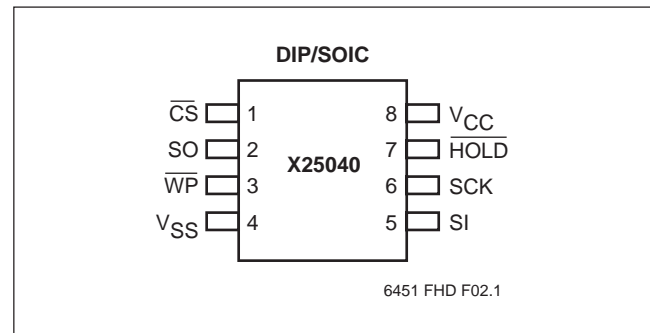 DIP/SOIC
CS 1 8 VCC
SO 2 X25040 7 HOLD
WP 3 6 SCK
VSS 4 5 SI
6451 FHD F02.1